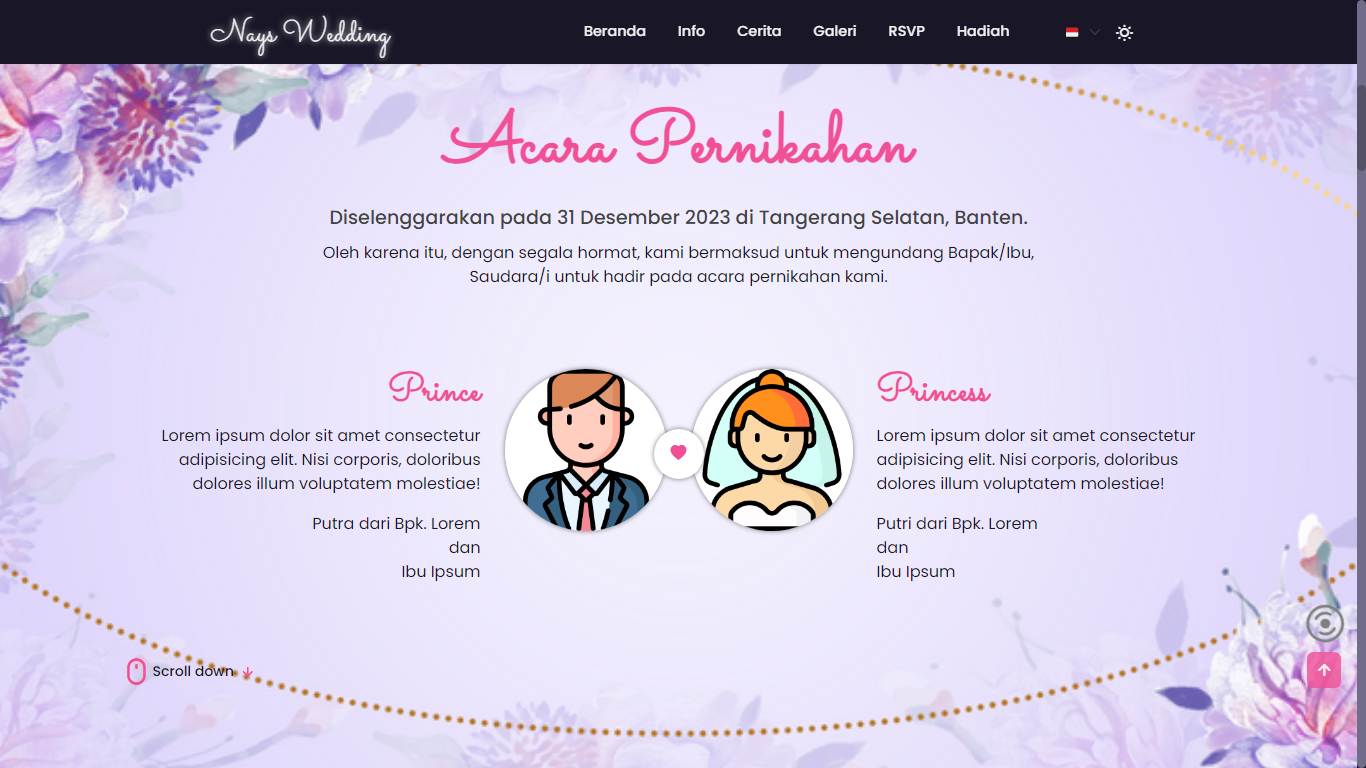 Nays Wedding
Beranda Info Cerita Galeri RSVP Hadiah
Acara Pernikahan
Diselenggarakan pada 31 Desember 2023 di Tangerang Selatan, Banten.
Oleh karena itu, dengan segala hormat, kami bermaksud untuk mengundang Bapak/Ibu,
Saudara/i untuk hadir pada acara pernikahan kami.
Prince
Lorem ipsum dolor sit amet consectetur
adipisicing elit. Nisi corporis, doloribus
dolores illum voluptatem molestiae!
Putra dari Bpk. Lorem
dan
Ibu Ipsum
Princess
Lorem ipsum dolor sit amet consectetur
adipisicing elit. Nisi corporis, doloribus
dolores illum voluptatem molestiae!
Putri dari Bpk. Lorem
dan
Ibu Ipsum
Scroll down